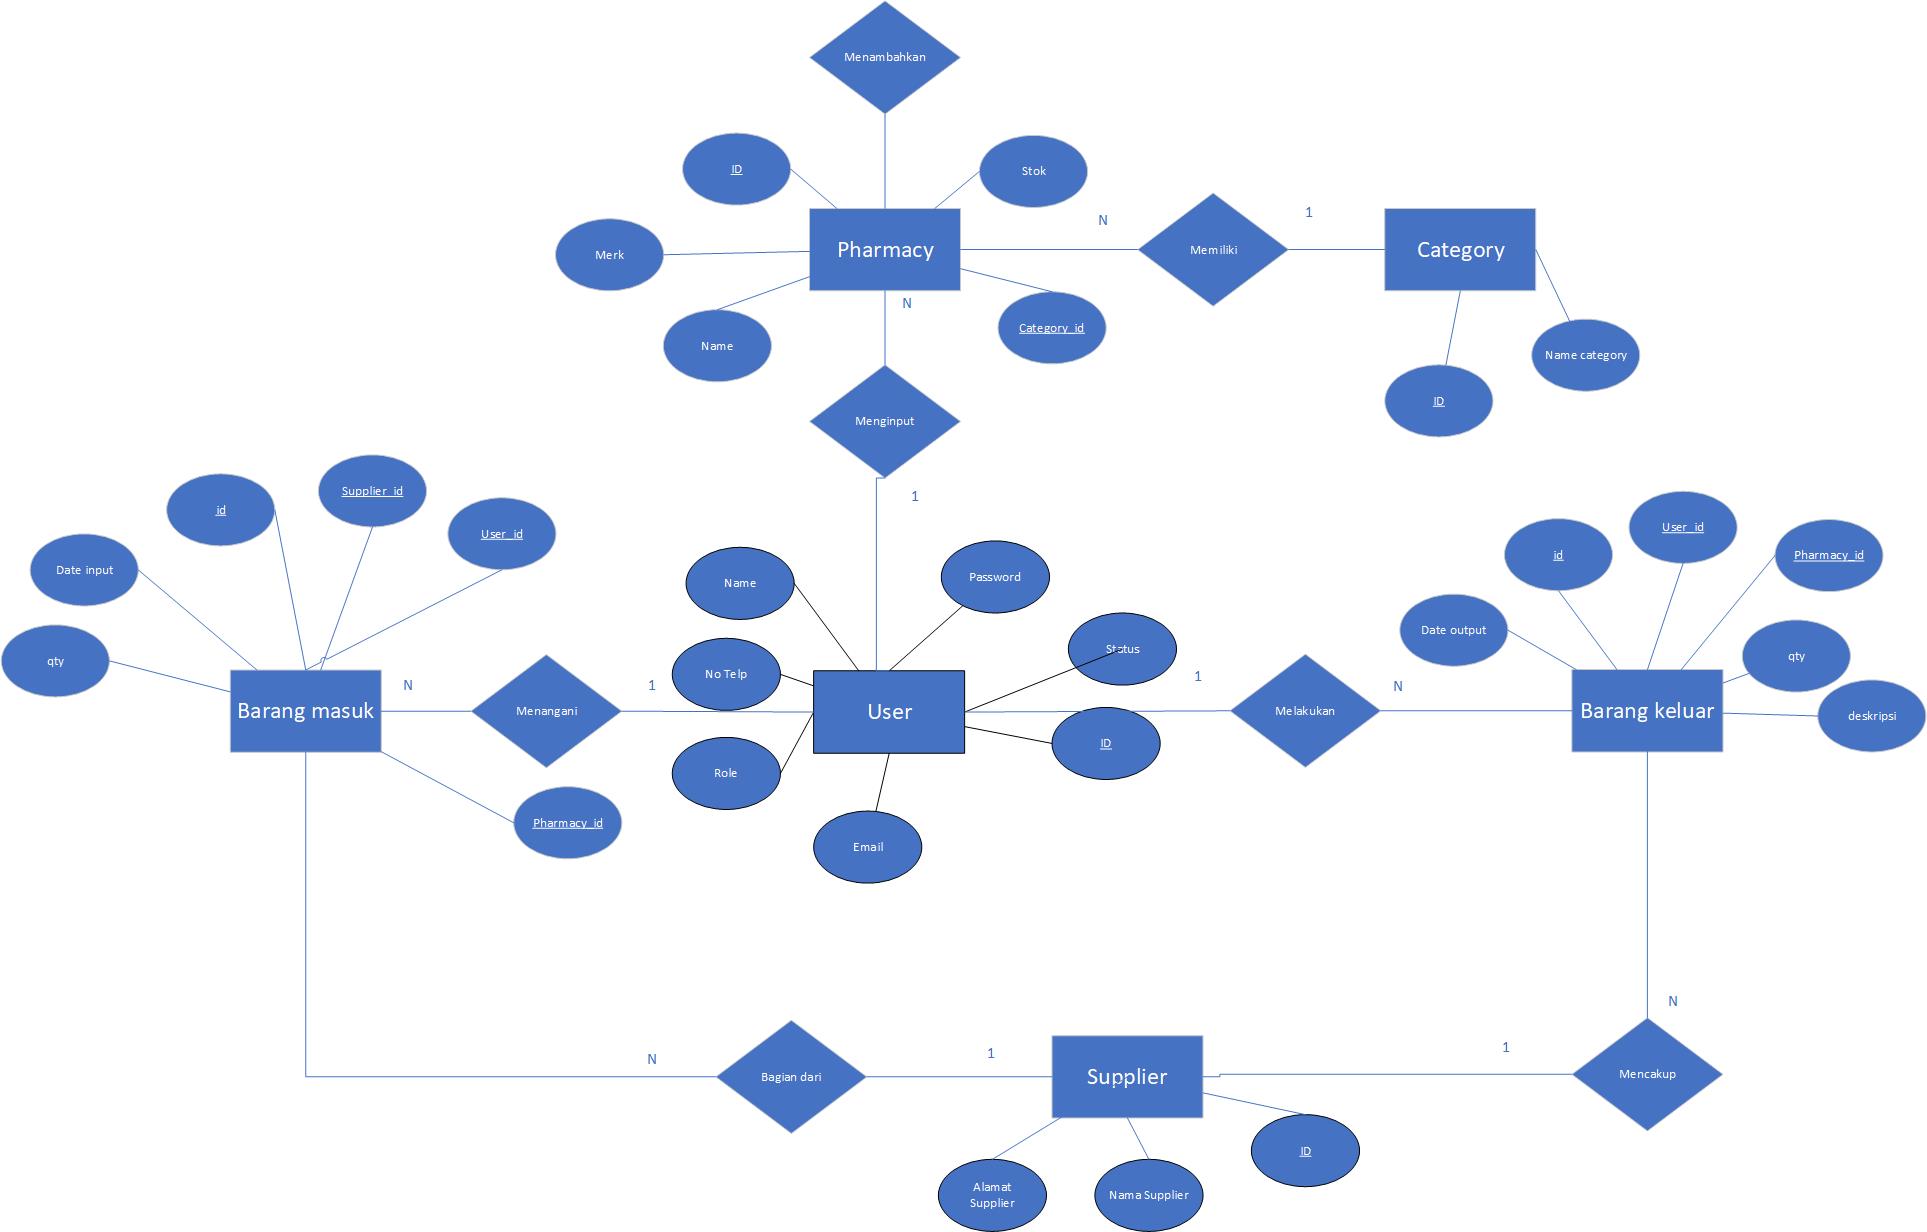 Menambahkan
ID
Stok
Merk
Pharmacy
N
Memiliki
1
Category
N
Name
Category_id
Name category
ID
Menginput
1
id
Supplier_id
User_id
Date input
qty
Name
Password
No Telp
Status
Role
ID
Email
User
id
User_id
Pharmacy_id
Date output
qty
deskripsi
Barang masuk
N
Menangani
1
1
Melakukan
N
Barang keluar
Pharmacy_id
N
Bagian dari
1
Supplier
1
N
Mencakup
ID
Alamat
Supplier
Nama Supplier